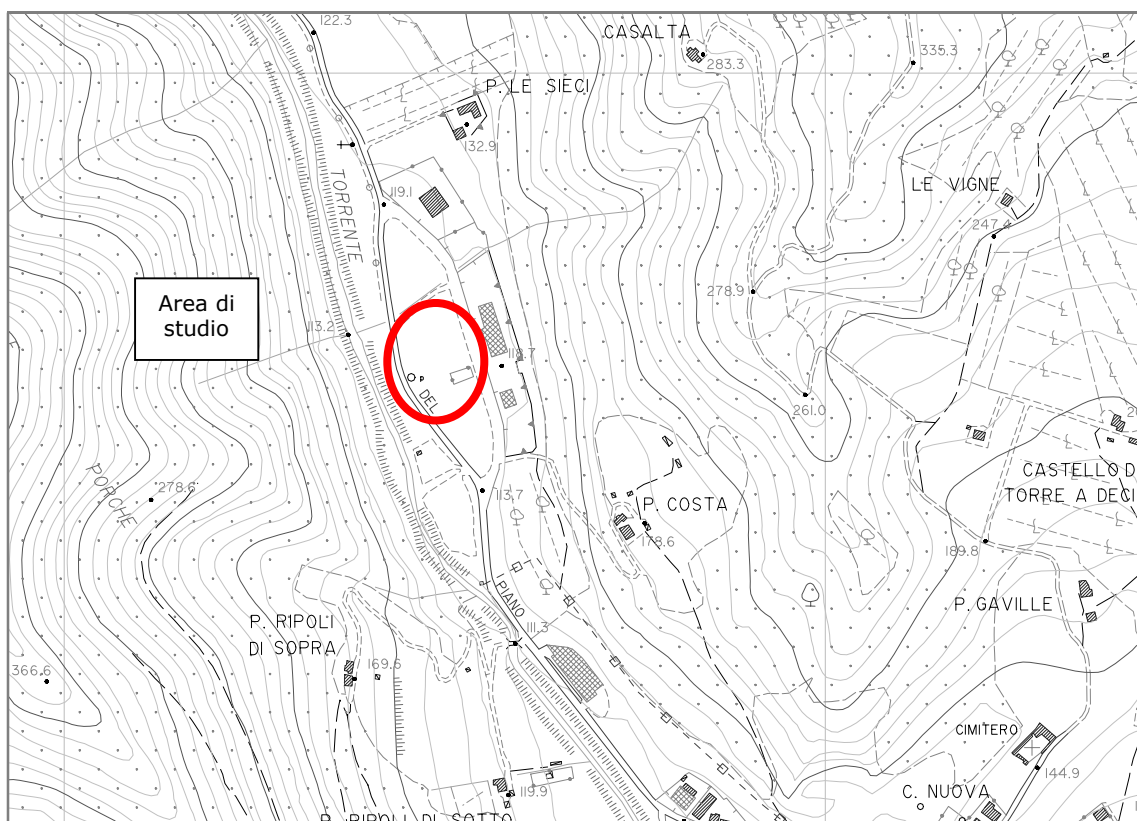 122.3
CASALTA
283.3
335.3
P. LE SIECI
132.9
TORRENTE
119.1
LE VIGNE
247.4
Area di
studio
278.9
113.2
118.7
DEL
261.0
CASTELLO D
TORRE A DECI
PORCHE
278.6
113.7
P. COSTA
178.6
189.8
PIANO
P. GAVILLE
P. RIPOLI
DI SOPRA
111.3
366.6
169.5
CIMITERO
144.9
C. NUOVA
119.9
P. RIPOLI DI SOTTO